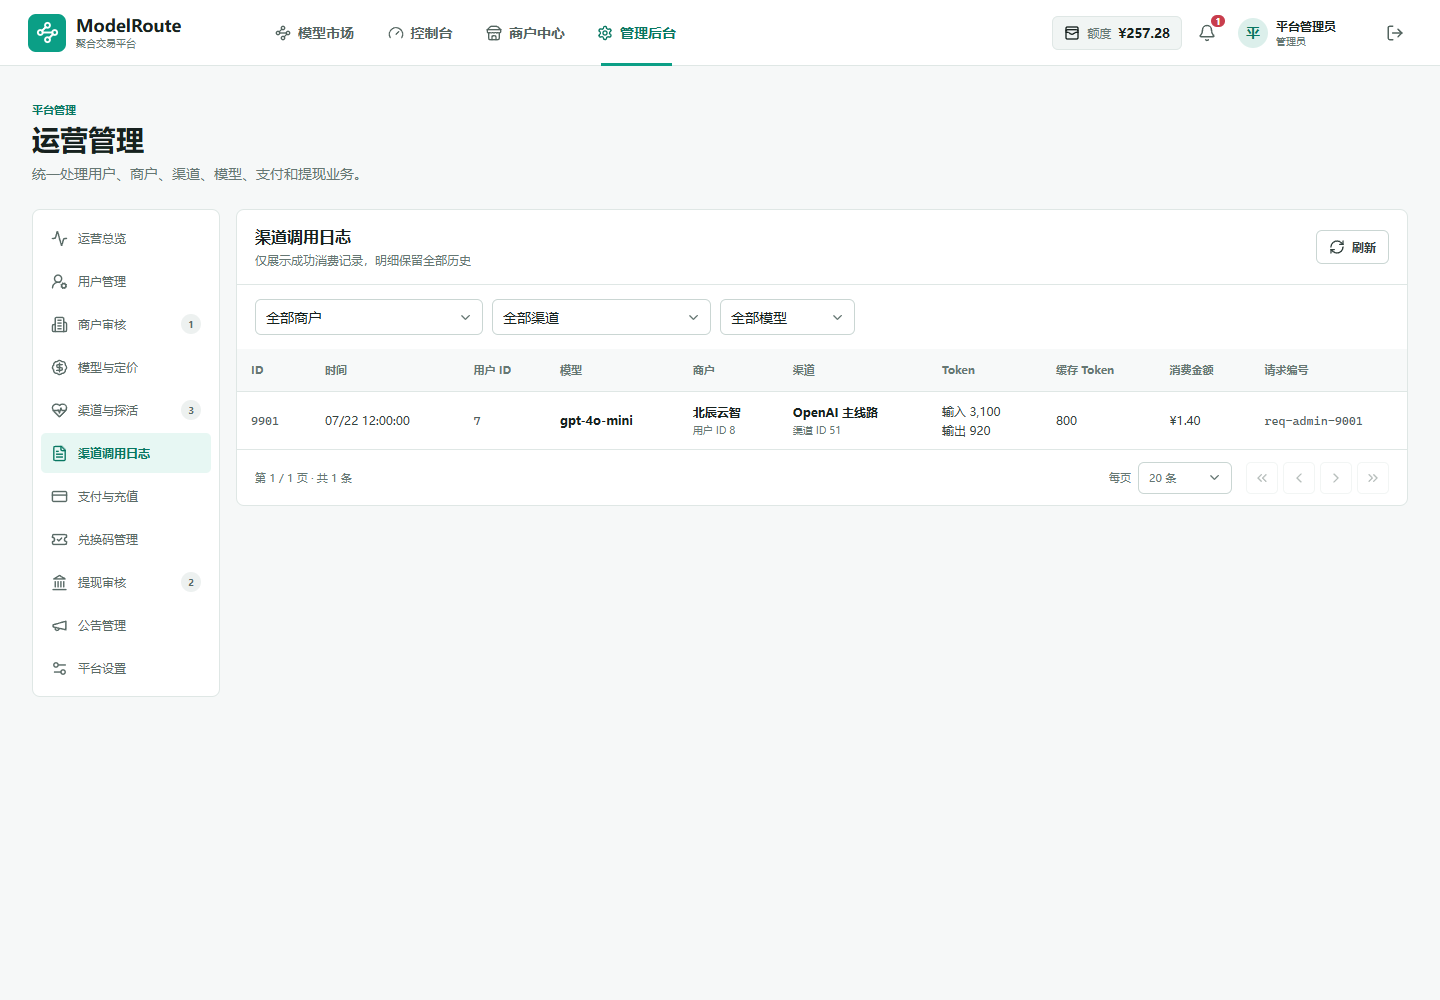 ModelRoute
聚合交易平台
模型市场
控制台
商户中心
管理后台
额度 ¥257.28
1
平
平台管理员
管理员
平台管理
运营管理
统一处理用户、商户、渠道、模型、支付和提现业务。
运营总览
用户管理
商户审核 1
模型与定价
渠道与探活 3
渠道调用日志
支付与充值
兑换码管理
提现审核 2
公告管理
平台设置
渠道调用日志
仅展示成功消费记录，明细保留全部历史
刷新
全部商户 全部渠道 全部模型
ID 时间 用户 ID 模型 商户 渠道 Token 缓存 Token 消费金额 请求编号
9901 07/22 12:00:00 7 gpt-4o-mini 北辰云智 OpenAI 主线路 输入 3,100 800 ¥1.40 req-admin-9001
用户 ID 8 渠道 ID 51 输出 920
第 1 / 1 页 · 共 1 条
每页 20 条